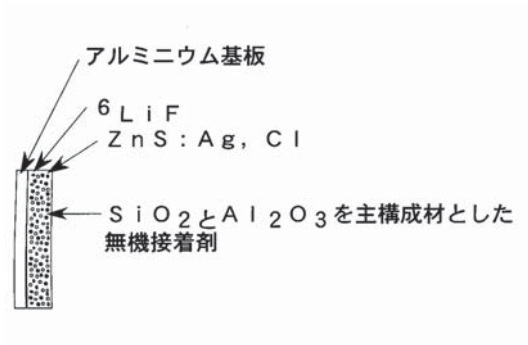 アルミニウム基板
⁶LiF
ZnS:Ag, Cl
SiO₂とAl₂O₃を主構成材とした
無機接着剤